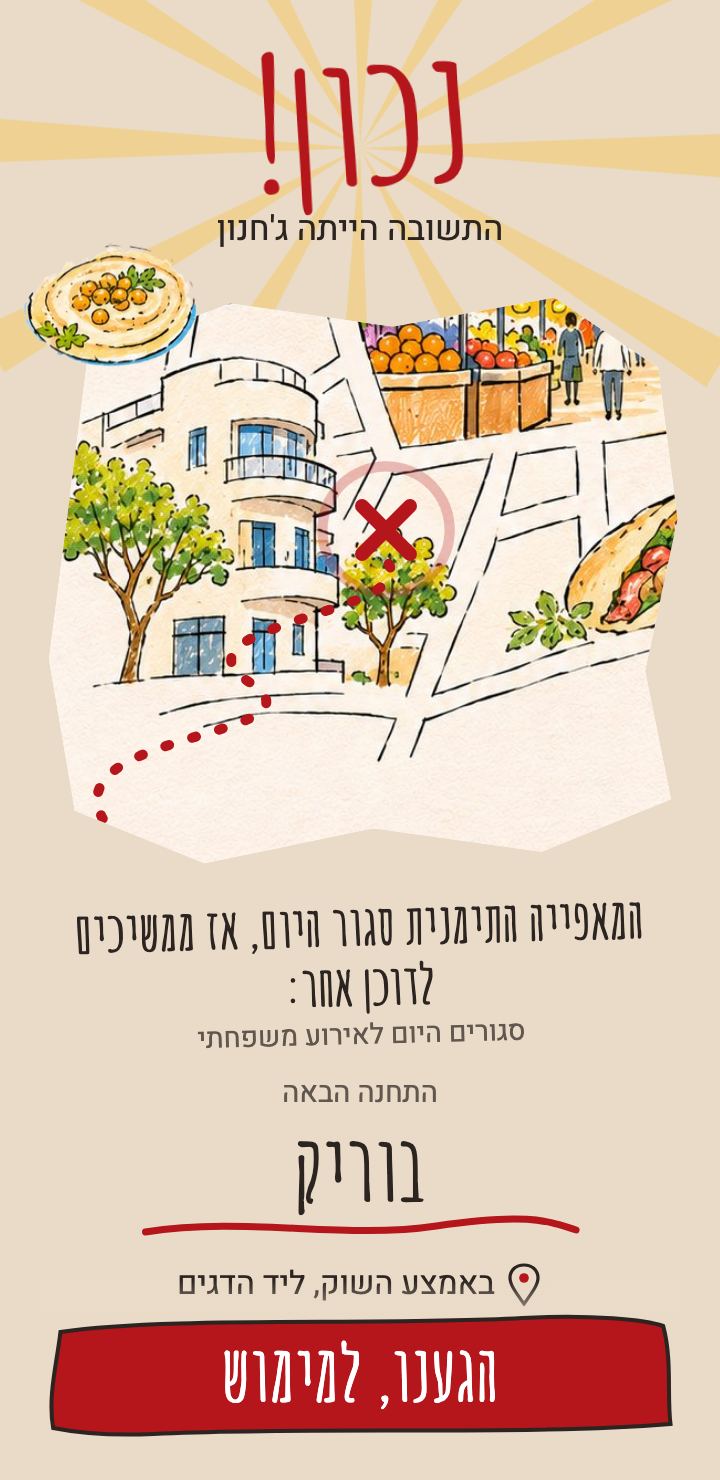 נכון!
התשובה הייתה ג'חנון
המאפייה התימנית סגור היום, אז ממשיכים
לדוכן אחר:
סגורים היום לאירוע משפחתי
התחנה הבאה
בוריק
באמצע השוק, ליד הדגים
הגענו, למימוש